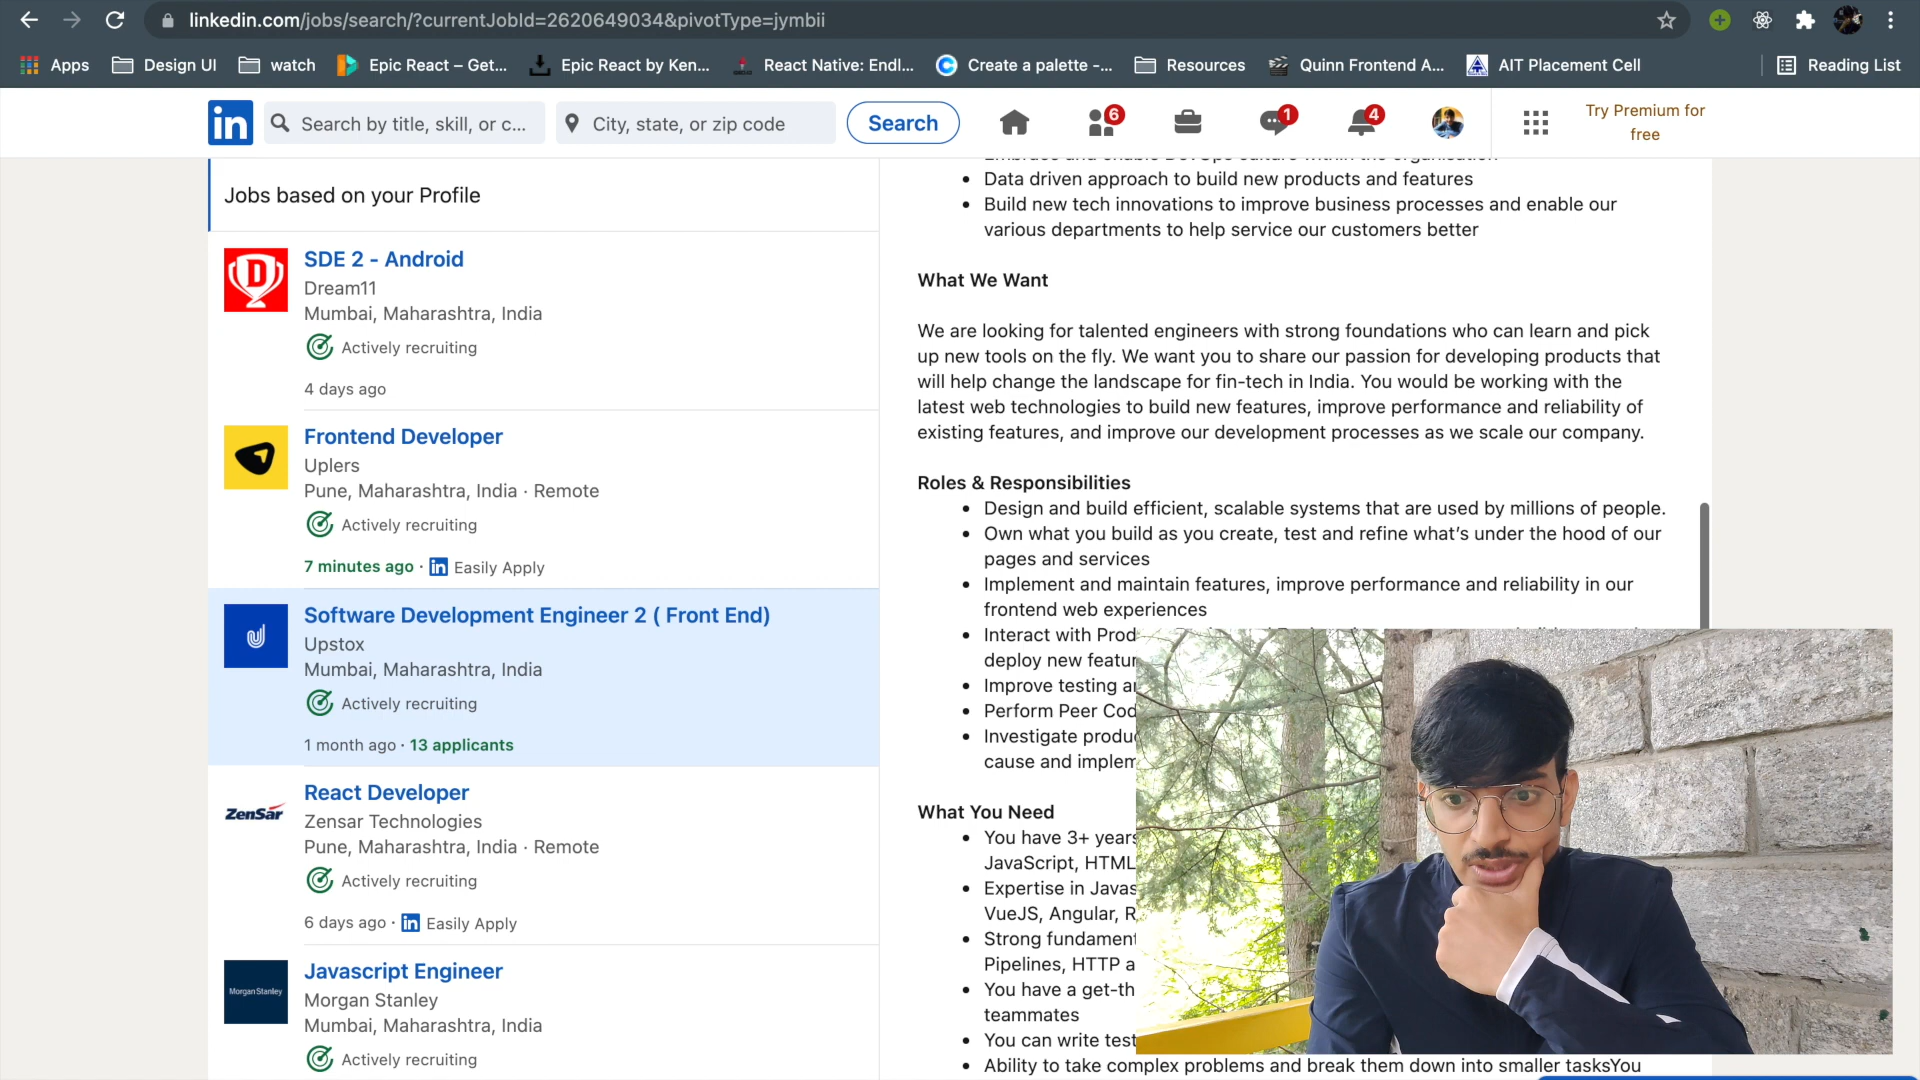 linkedin.com/jobs/search/?currentJobId=2620649034&pivotType=jymbii
Apps
Design UI
watch
Epic React – Get...
Epic React by Ken...
React Native: Endl...
Create a palette -...
Resources
Quinn Frontend A...
AIT Placement Cell
Reading List
in
Search by title, skill, or c...
City, state, or zip code
Search
6
1
4
Try Premium for
free
Jobs based on your Profile
SDE 2 - Android
Dream11
Mumbai, Maharashtra, India
Actively recruiting
4 days ago
Frontend Developer
Uplers
Pune, Maharashtra, India · Remote
Actively recruiting
7 minutes ago · in Easily Apply
Software Development Engineer 2 ( Front End)
Upstox
Mumbai, Maharashtra, India
Actively recruiting
1 month ago · 13 applicants
ZenSar
React Developer
Zensar Technologies
Pune, Maharashtra, India · Remote
Actively recruiting
6 days ago · in Easily Apply
Morgan Stanley
Javascript Engineer
Morgan Stanley
Mumbai, Maharashtra, India
Actively recruiting
Embrace and enable DevOps culture within the organisation
• Data driven approach to build new products and features
• Build new tech innovations to improve business processes and enable our
various departments to help service our customers better
What We Want
We are looking for talented engineers with strong foundations who can learn and pick
up new tools on the fly. We want you to share our passion for developing products that
will help change the landscape for fin-tech in India. You would be working with the
latest web technologies to build new features, improve performance and reliability of
existing features, and improve our development processes as we scale our company.
Roles & Responsibilities
• Design and build efficient, scalable systems that are used by millions of people.
• Own what you build as you create, test and refine what’s under the hood of our
pages and services
• Implement and maintain features, improve performance and reliability in our
frontend web experiences
• Interact with Prod
deploy new featur
• Improve testing a
• Perform Peer Cod
• Investigate produ
cause and implem
What You Need
• You have 3+ years
JavaScript, HTML
• Expertise in Javas
VueJS, Angular, R
• Strong fundament
Pipelines, HTTP a
• You have a get-th
teammates
• You can write test
• Ability to take complex problems and break them down into smaller tasksYou